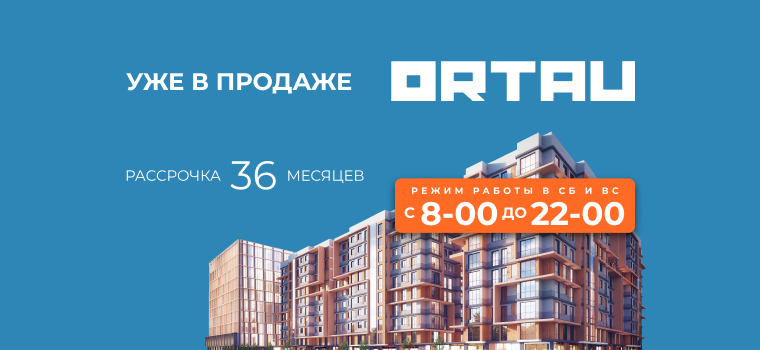 УЖЕ В ПРОДАЖЕ
ORTAU
РАССРОЧКА 36 МЕСЯЦЕВ
РЕЖИМ РАБОТЫ В СБ И ВС
С 8-00 ДО 22-00